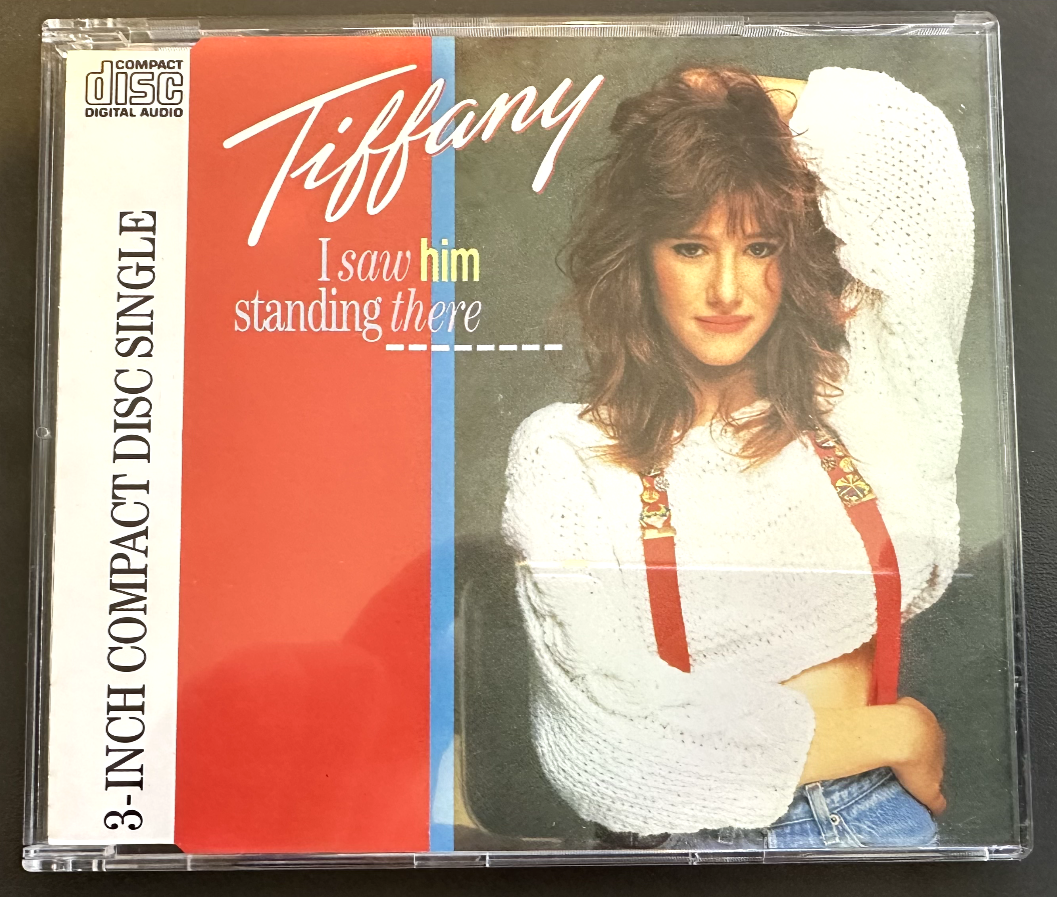 COMPACT
disc
DIGITAL AUDIO
3-INCH COMPACT DISC SINGLE
Tiffany
I saw him
standing there